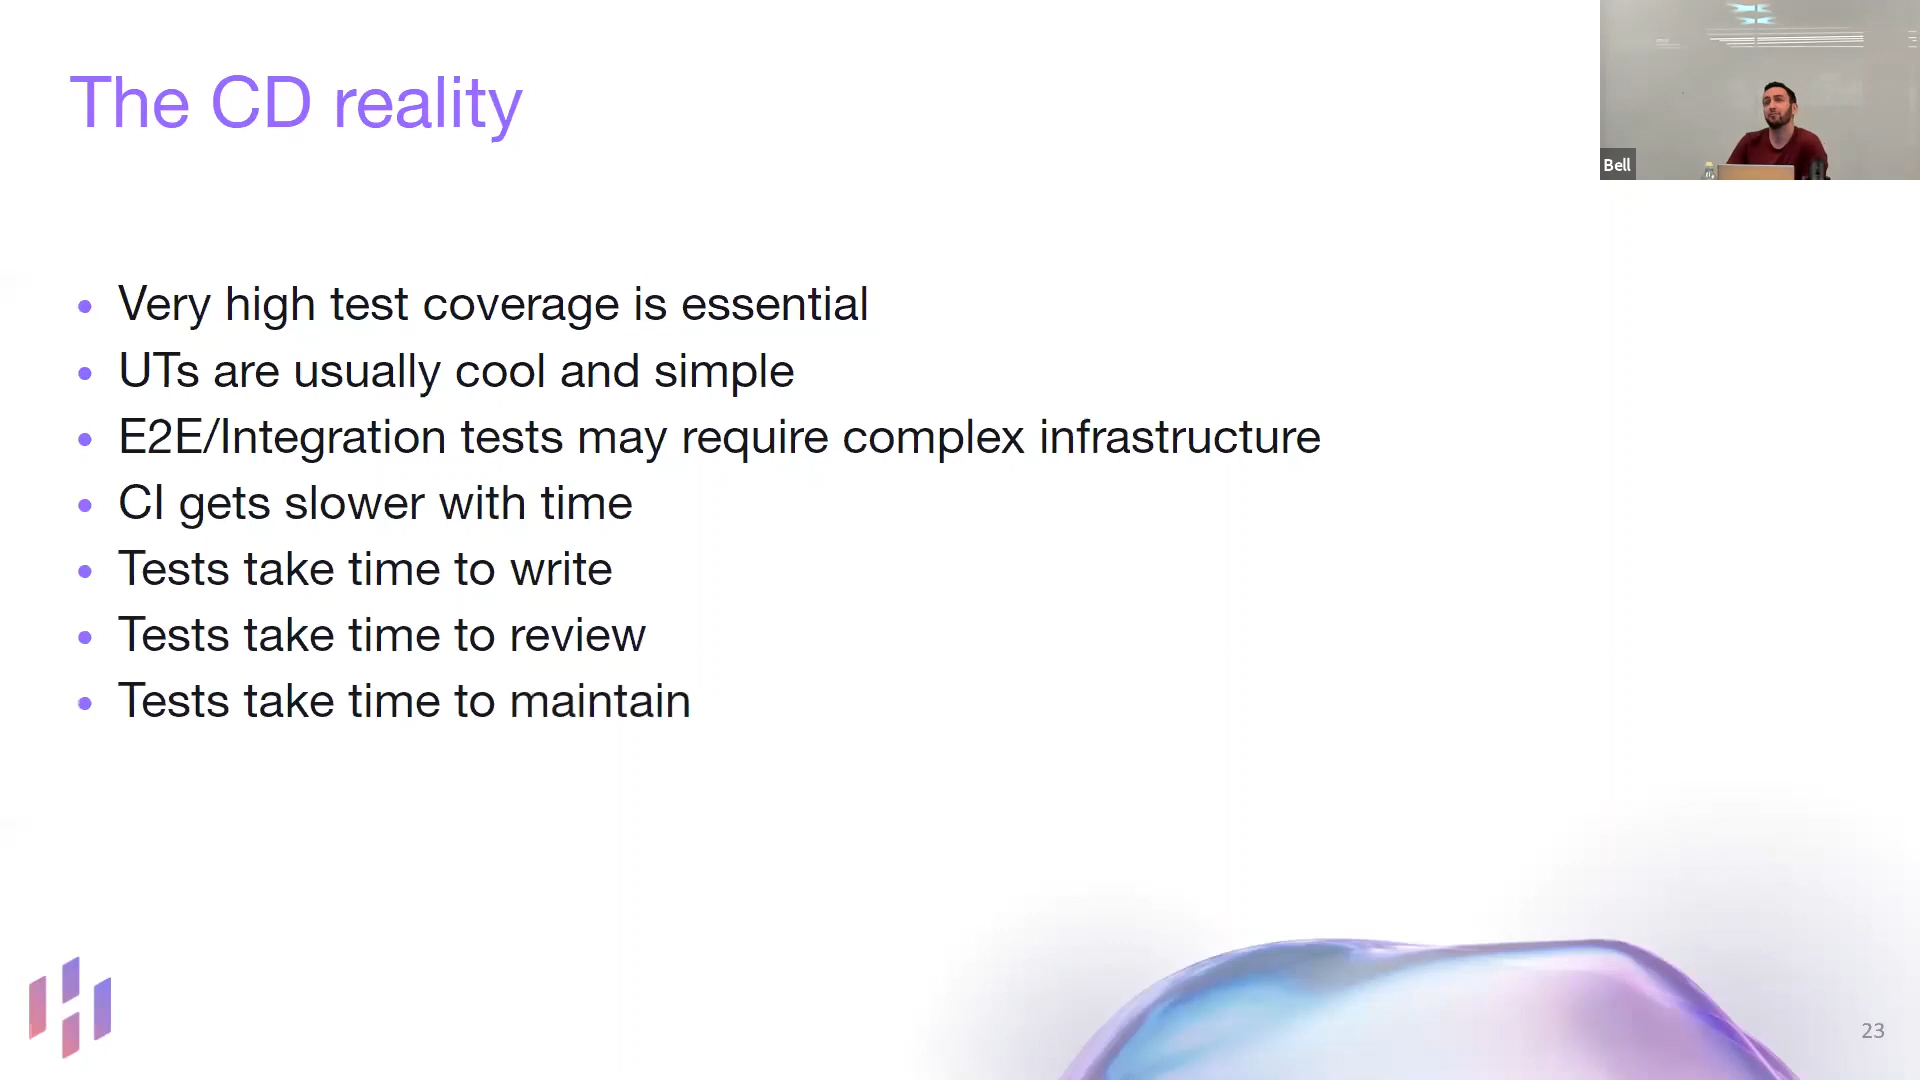 The CD reality
Bell
Very high test coverage is essential
UTs are usually cool and simple
E2E/Integration tests may require complex infrastructure
CI gets slower with time
Tests take time to write
Tests take time to review
Tests take time to maintain
23